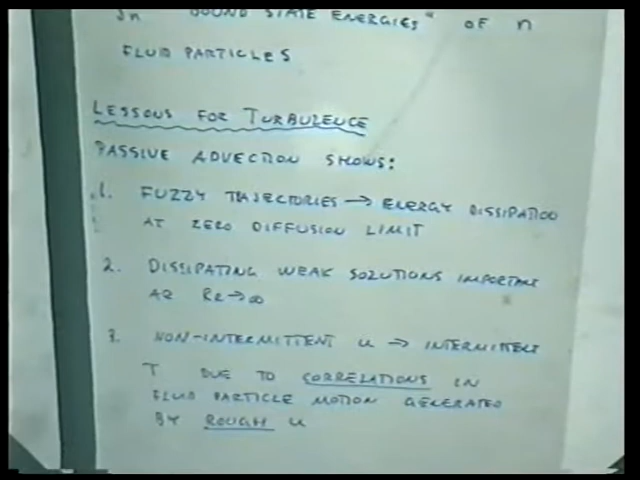 "BOUND STATE ENERGIES" OF n
FLUID PARTICLES
LESSONS FOR TURBULENCE
PASSIVE ADVECTION SHOWS:
1. FUZZY TRAJECTORIES → ENERGY DISSIPATION
AT ZERO DIFFUSION LIMIT
2. DISSIPATING WEAK SOLUTIONS IMPORTANT
AS Re→∞
3. NON-INTERMITTENT u → INTERMITTENT
T DUE TO CORRELATIONS IN
FLUID PARTICLE MOTION GENERATED
BY ROUGH u